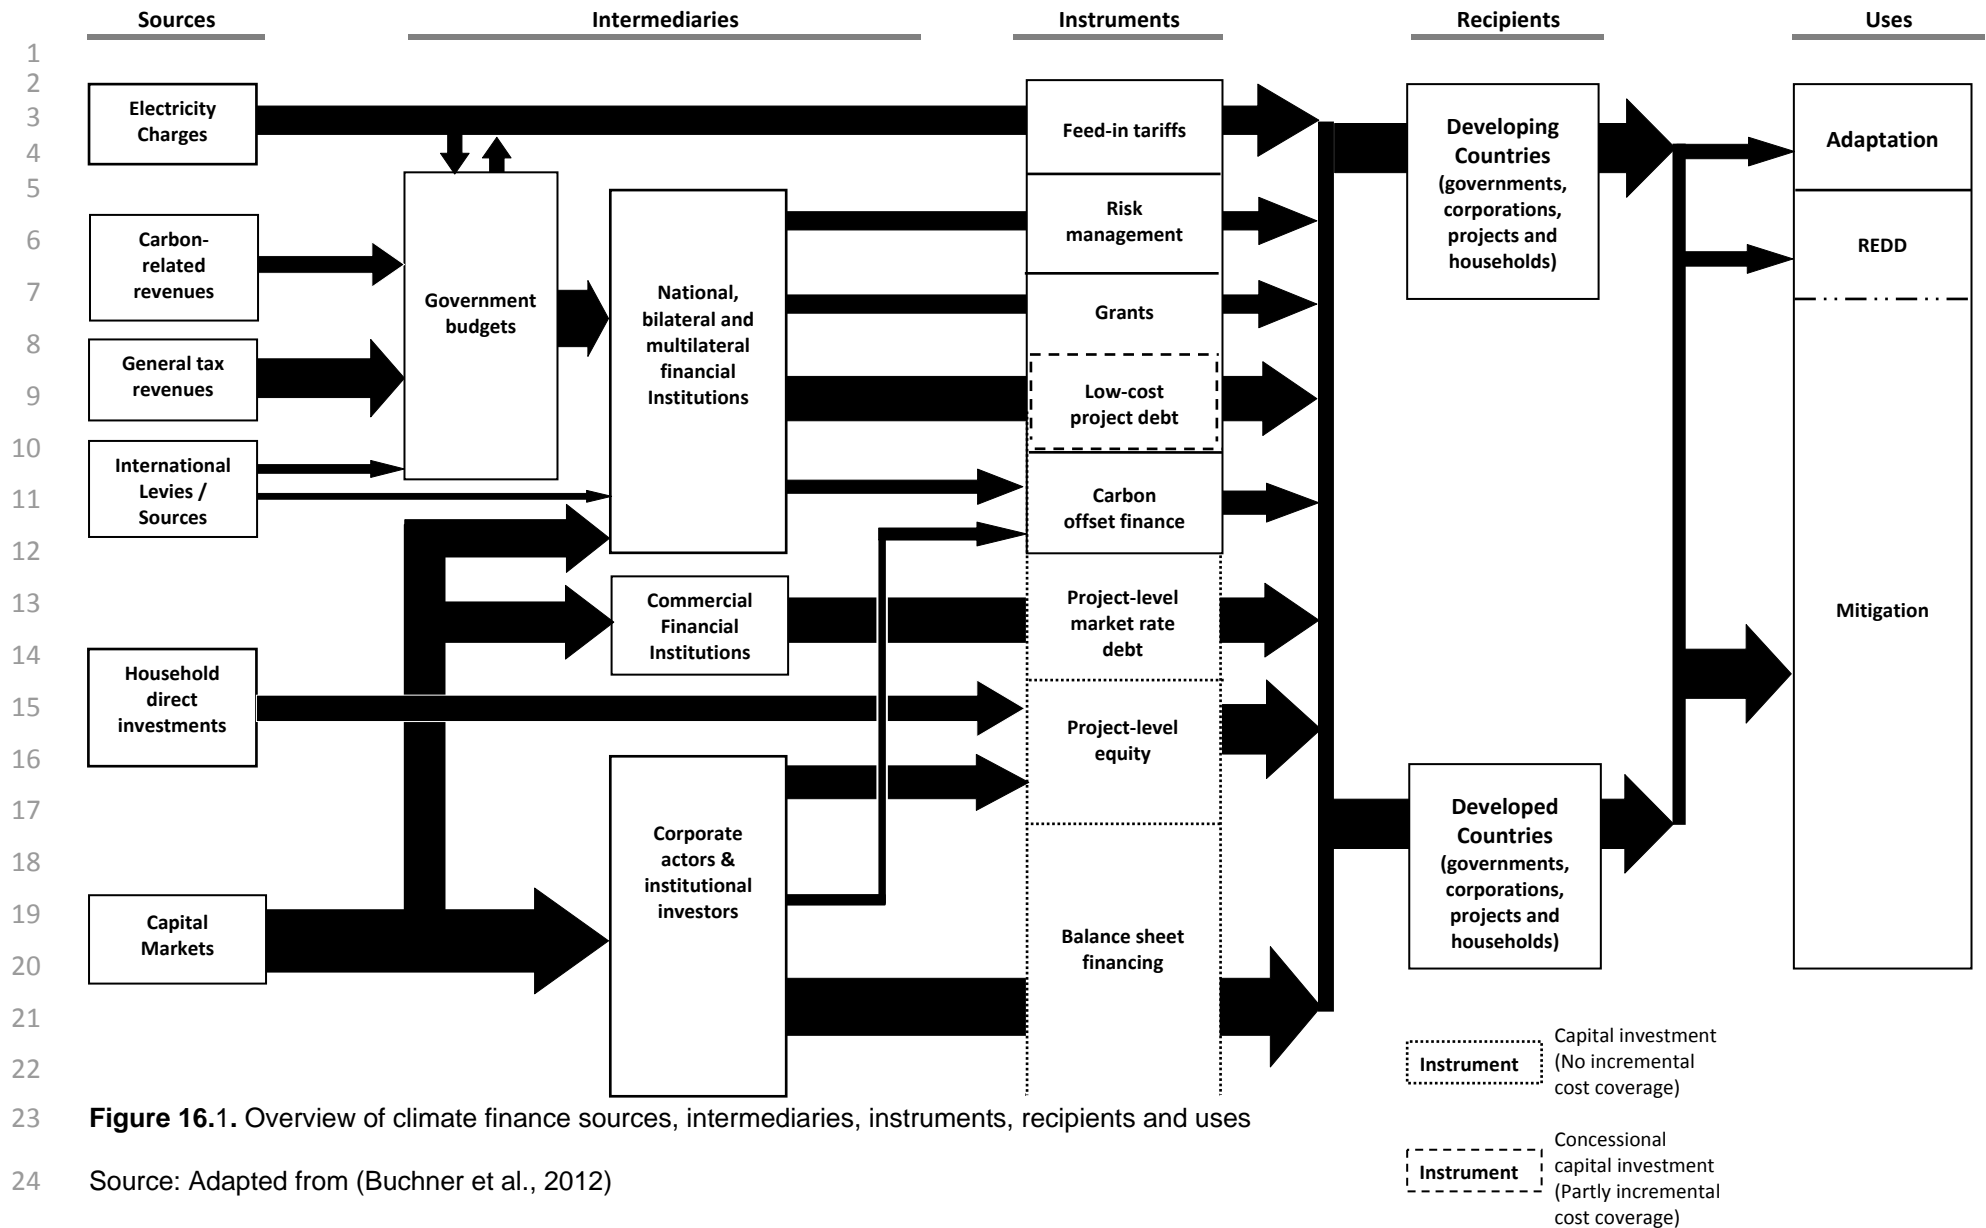 Sources
Intermediaries
Instruments
Recipients
Uses
1
2
3
4
5
6
7
8
9
10
11
12
13
14
15
16
17
18
19
20
21
22
23
24
Electricity
Charges
Carbon-
related
revenues
General tax
revenues
International
Levies /
Sources
Household
direct
investments
Capital
Markets
Government
budgets
National,
bilateral and
multilateral
financial
Institutions
Commercial
Financial
Institutions
Corporate
actors &
institutional
investors
Feed-in tariffs
Risk
management
Grants
Low-cost
project debt
Carbon
offset finance
Project-level
market rate
debt
Project-level
equity
Balance sheet
financing
Developing
Countries
(governments,
corporations,
projects and
households)
Developed
Countries
(governments,
corporations,
projects and
households)
Adaptation
REDD
Mitigation
Instrument
Capital investment
(No incremental
cost coverage)
Instrument
Concessional
capital investment
(Partly incremental
cost coverage)
Figure 16.1. Overview of climate finance sources, intermediaries, instruments, recipients and uses
Source: Adapted from (Buchner et al., 2012)